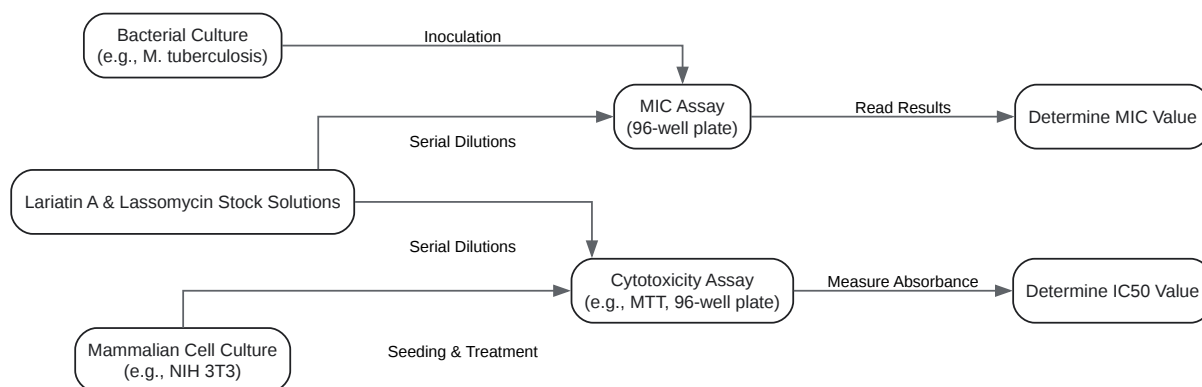 Bacterial Culture
(e.g., M. tuberculosis)
Inoculation
MIC Assay
(96-well plate)
Read Results
Determine MIC Value
Serial Dilutions
Lariatin A & Lassomycin Stock Solutions
Serial Dilutions
Cytotoxicity Assay
(e.g., MTT, 96-well plate)
Measure Absorbance
Determine IC50 Value
Mammalian Cell Culture
(e.g., NIH 3T3)
Seeding & Treatment